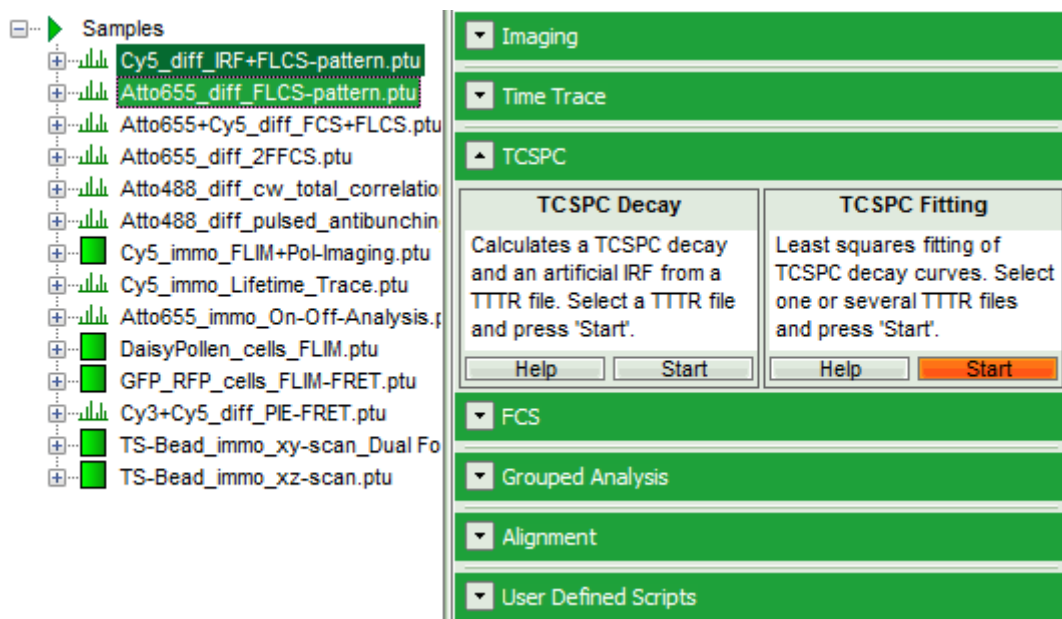 Samples
Cy5_diff_IRF+FLCS-pattern.ptu
Atto655_diff_FLCS-pattern.ptu
Atto655+Cy5_diff_FCS+FLCS.ptu
Atto655_diff_2FFCS.ptu
Atto488_diff_cw_total_correlatio
Atto488_diff_pulsed_antibunchin
Cy5_immo_FLIM+Pol-Imaging.ptu
Cy5_immo_Lifetime_Trace.ptu
Atto655_immo_On-Off-Analysis.p
DaisyPollen_cells_FLIM.ptu
GFP_RFP_cells_FLIM-FRET.ptu
Cy3+Cy5_diff_PIE-FRET.ptu
TS-Bead_immo_xy-scan_Dual Fo
TS-Bead_immo_xz-scan.ptu
Imaging
Time Trace
TCSPC
TCSPC Decay
Calculates a TCSPC decay
and an artificial IRF from a
TTTR file. Select a TTTR file
and press 'Start'.
Help Start
TCSPC Fitting
Least squares fitting of
TCSPC decay curves. Select
one or several TTTR files
and press 'Start'.
Help Start
FCS
Grouped Analysis
Alignment
User Defined Scripts